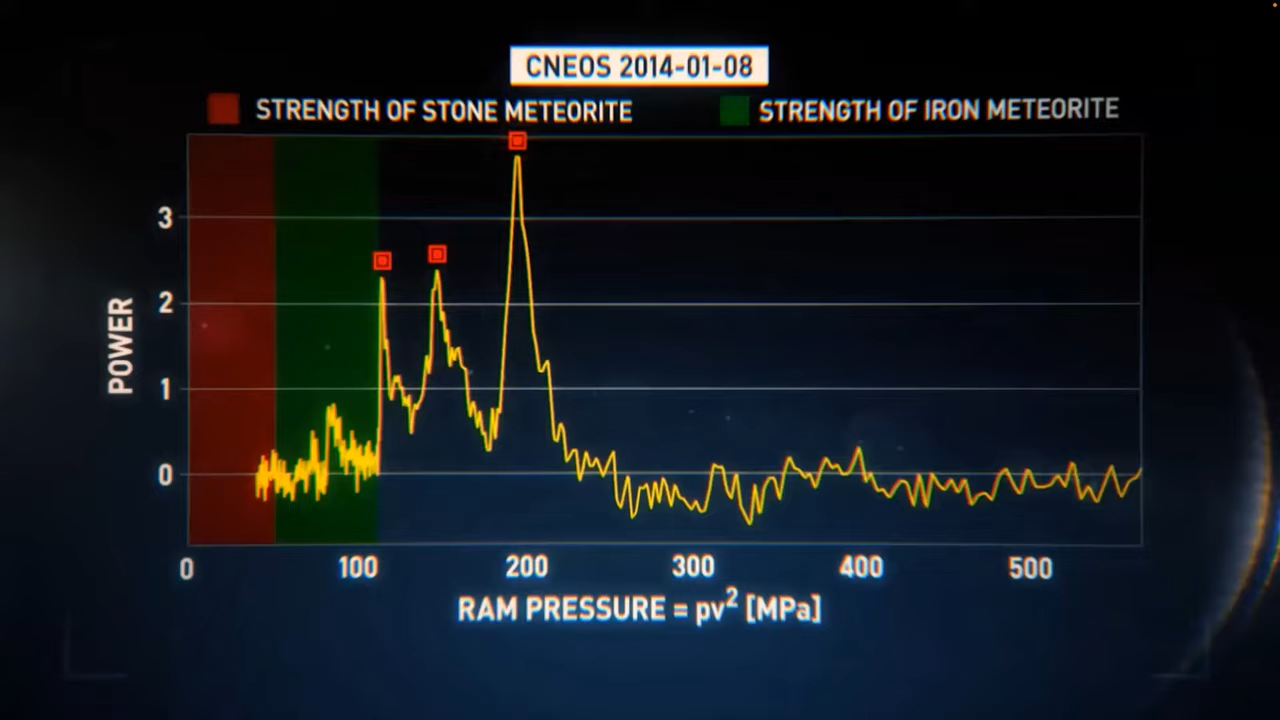 CNEOS 2014-01-08
STRENGTH OF STONE METEORITE
STRENGTH OF IRON METEORITE
3
2
1
0
POWER
0 100 200 300 400 500
RAM PRESSURE = pv² [MPa]